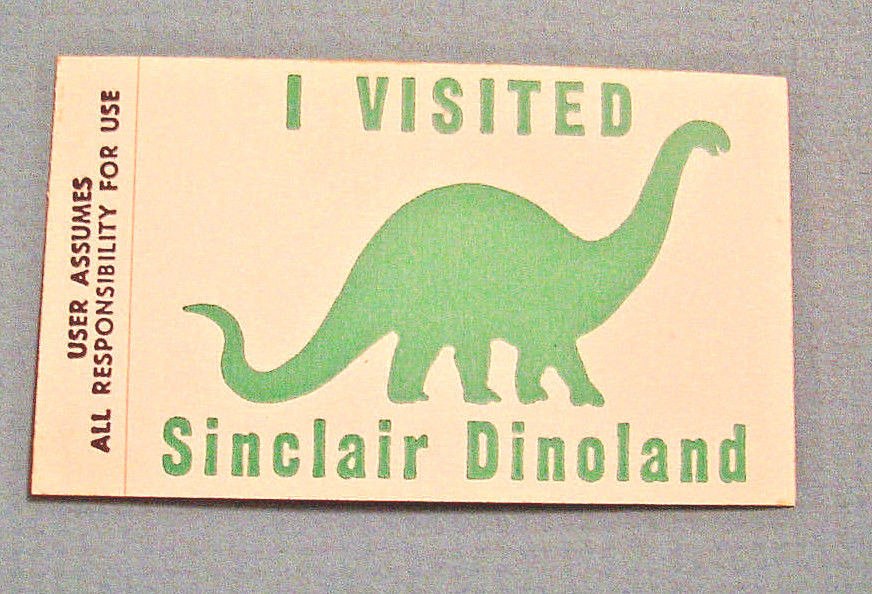 I VISITED
Sinclair Dinoland
USER ASSUMES
ALL RESPONSIBILITY FOR USE